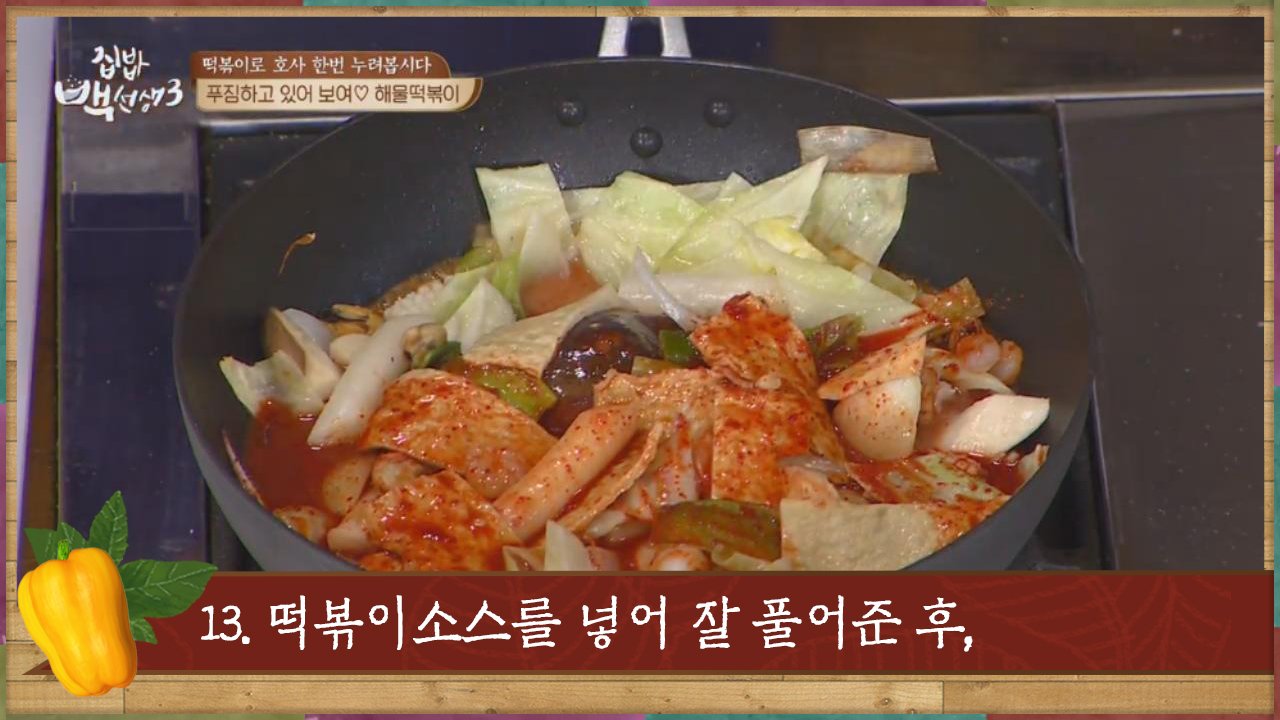 집밥
백선생3
떡볶이로 호사 한번 누려봅시다
푸짐하고 있어 보여♡ 해물떡볶이
13. 떡볶이소스를 넣어 잘 풀어준 후,